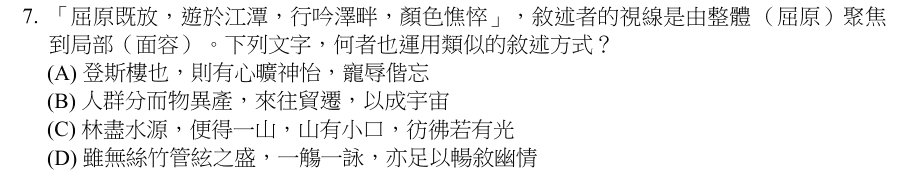 7. 「屈原既放，遊於江潭，行吟澤畔，顏色憔悴」，敘述者的視線是由整體（屈原）聚焦
到局部（面容）。下列文字，何者也運用類似的敘述方式？
(A) 登斯樓也，則有心曠神怡，寵辱偕忘
(B) 人群分而物異產，來往貿遷，以成宇宙
(C) 林盡水源，便得一山，山有小口，彷彿若有光
(D) 雖無絲竹管絃之盛，一觴一詠，亦足以暢敘幽情